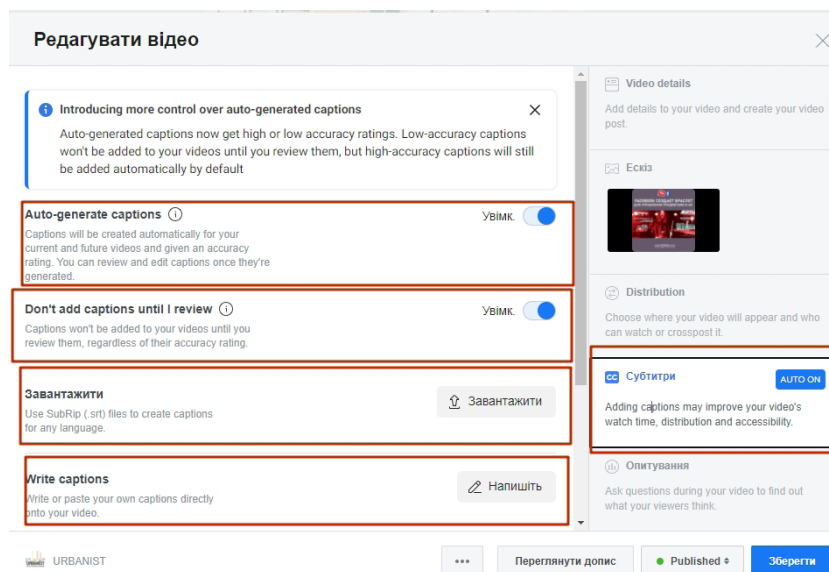 Редагувати відео
Introducing more control over auto-generated captions
Auto-generated captions now get high or low accuracy ratings. Low-accuracy captions
won't be added to your videos until you review them, but high-accuracy captions will still
be added automatically by default
Auto-generate captions
Увімк.
Captions will be created automatically for your
current and future videos and given an accuracy
rating. You can review and edit captions once they're
generated.
Don't add captions until I review
Увімк.
Captions won't be added to your videos until you
review them, regardless of their accuracy rating.
Завантажити
Use SubRip (.srt) files to create captions
for any language.
Завантажити
Write captions
Write or paste your own captions directly
onto your video.
Напишіть
Video details
Add details to your video and create your video
post.
Ескіз
Distribution
Choose where your video will appear and who
can watch or crosspost it.
CC Субтитри
AUTO ON
Adding captions may improve your video's
watch time, distribution and accessibility.
Опитування
Ask questions during your video to find out
what your viewers think.
URBANIST
Переглянути допис
Published
Зберегти